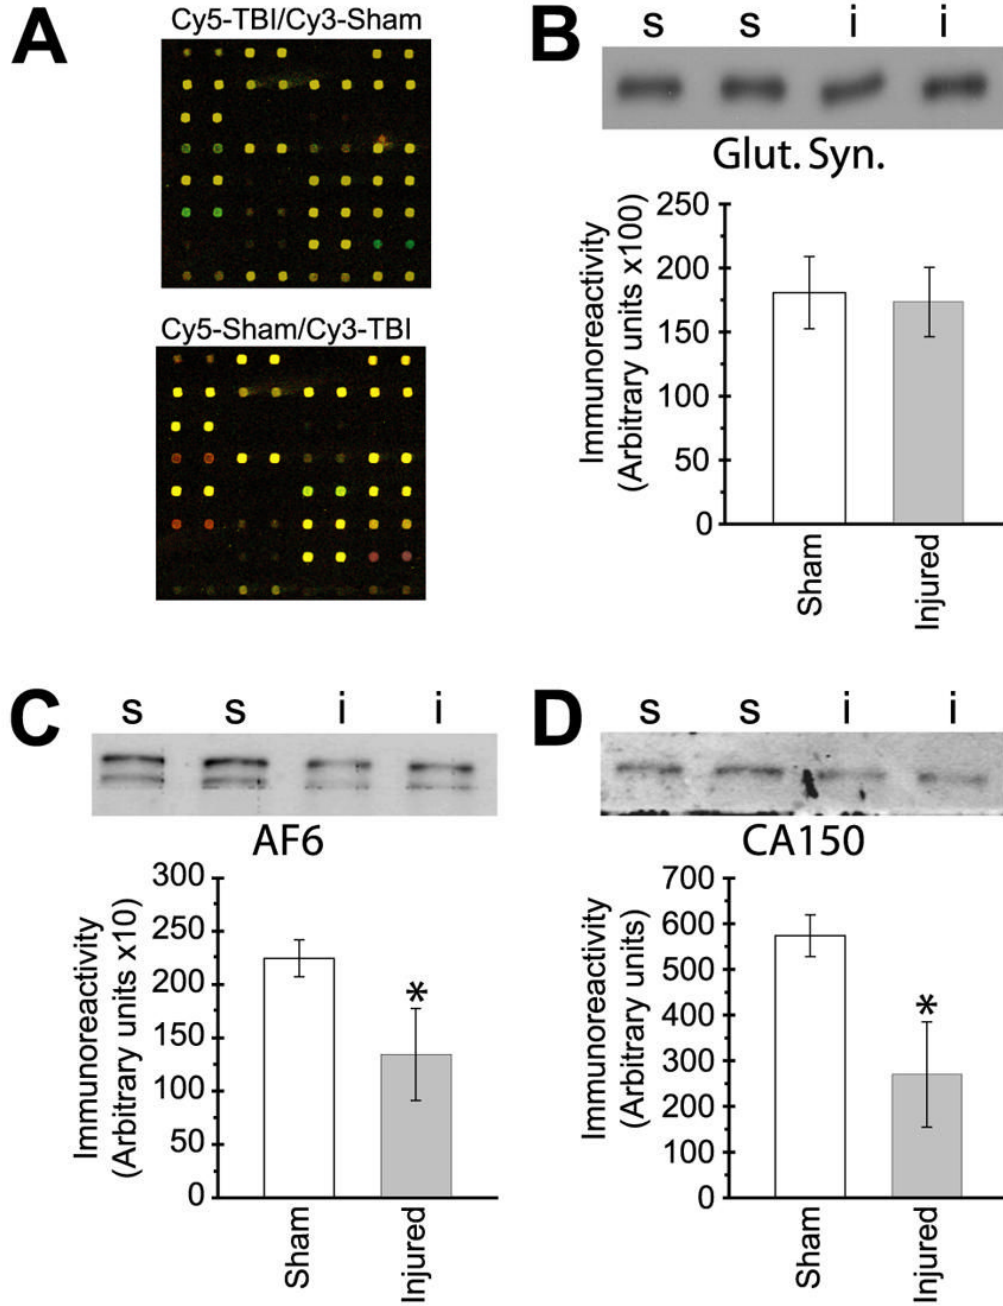 A
Cy5-TBI/Cy3-Sham
Cy5-Sham/Cy3-TBI
B
s s i i
Glut. Syn.
Immunoreactivity
(Arbitrary units x100)
250
200
150
100
50
0
Sham
Injured
C
s s i i
AF6
Immunoreactivity
(Arbitrary units x10)
300
250
200
150
100
50
0
*
Sham
Injured
D
s s i i
CA150
Immunoreactivity
(Arbitrary units)
700
600
500
400
300
200
100
0
*
Sham
Injured